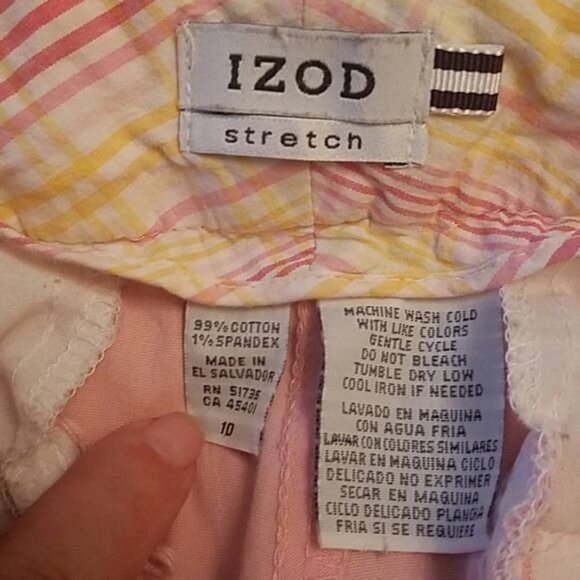 IZOD
stretch
99% COTTON
1% SPANDEX
MADE IN
EL SALVADOR
RN 51735
CA 45401
10
MACHINE WASH COLD
WITH LIKE COLORS
GENTLE CYCLE
DO NOT BLEACH
TUMBLE DRY LOW
COOL IRON IF NEEDED
LAVADO EN MAQUINA
CON AGUA FRIA
LAVAR CON COLORES SIMILARES
LAVAR EN MAQUINA CICLO
DELICADO NO EXPRIMER
SECAR EN MAQUINA
CICLO DELICADO PLANCHA
FRIA SI SE REQUIERE